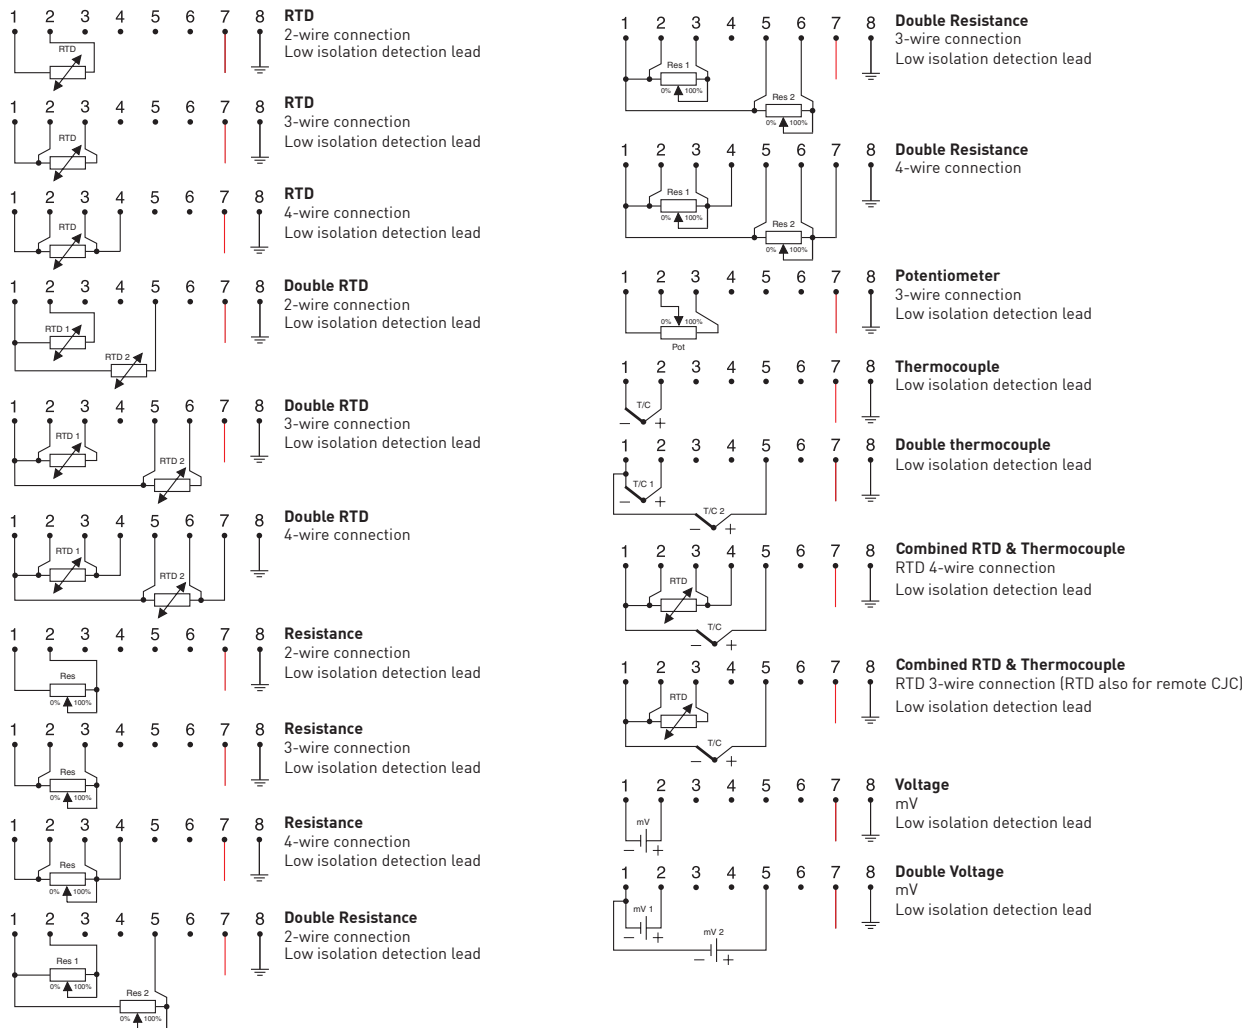 1 2 3 4 5 6 7 8
RTD
RTD
2-wire connection
Low isolation detection lead
1 2 3 4 5 6 7 8
RTD
RTD
3-wire connection
Low isolation detection lead
1 2 3 4 5 6 7 8
RTD
RTD
4-wire connection
Low isolation detection lead
1 2 3 4 5 6 7 8
RTD 1
RTD 2
Double RTD
2-wire connection
Low isolation detection lead
1 2 3 4 5 6 7 8
RTD 1
RTD 2
Double RTD
3-wire connection
Low isolation detection lead
1 2 3 4 5 6 7 8
RTD 1
RTD 2
Double RTD
4-wire connection
1 2 3 4 5 6 7 8
Res
0% 100%
Resistance
2-wire connection
Low isolation detection lead
1 2 3 4 5 6 7 8
Res
0% 100%
Resistance
3-wire connection
Low isolation detection lead
1 2 3 4 5 6 7 8
Res
0% 100%
Resistance
4-wire connection
Low isolation detection lead
1 2 3 4 5 6 7 8
Res 1
0% 100%
Res 2
0% 100%
Double Resistance
2-wire connection
Low isolation detection lead
1 2 3 4 5 6 7 8
Res 1
0% 100%
Res 2
0% 100%
Double Resistance
3-wire connection
Low isolation detection lead
1 2 3 4 5 6 7 8
Res 1
0% 100%
Res 2
0% 100%
Double Resistance
4-wire connection
1 2 3 4 5 6 7 8
0% 100%
Pot
Potentiometer
3-wire connection
Low isolation detection lead
1 2 3 4 5 6 7 8
T/C
– +
Thermocouple
Low isolation detection lead
1 2 3 4 5 6 7 8
T/C 1
– +
T/C 2
– +
Double thermocouple
Low isolation detection lead
1 2 3 4 5 6 7 8
RTD
T/C
– +
Combined RTD & Thermocouple
RTD 4-wire connection
Low isolation detection lead
1 2 3 4 5 6 7 8
RTD
T/C
– +
Combined RTD & Thermocouple
RTD 3-wire connection (RTD also for remote CJC)
Low isolation detection lead
1 2 3 4 5 6 7 8
mV
– +
Voltage
mV
Low isolation detection lead
1 2 3 4 5 6 7 8
mV 1
– +
mV 2
– +
Double Voltage
mV
Low isolation detection lead